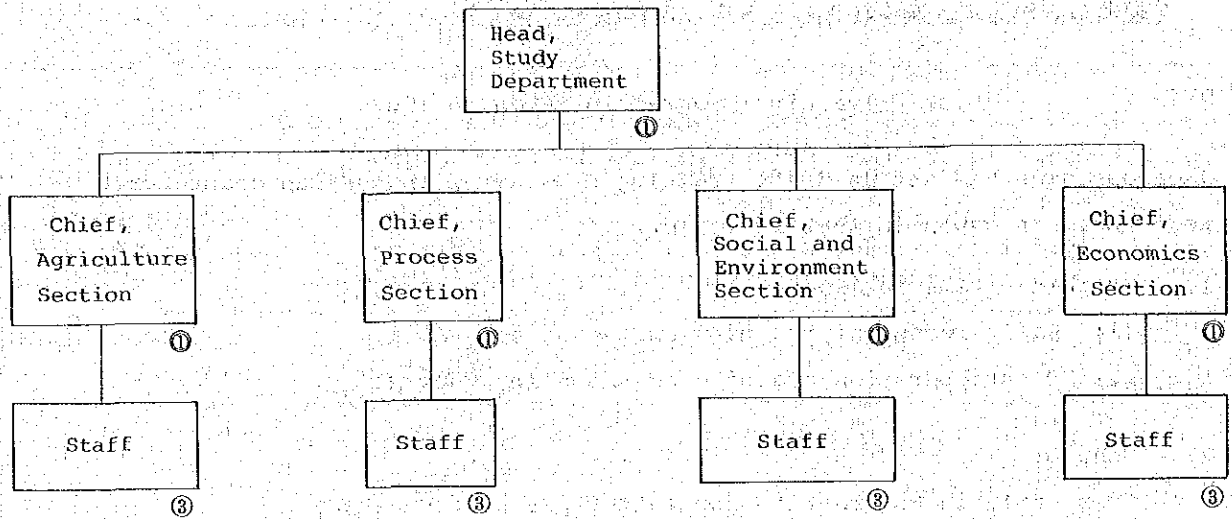 Head,
Study
Department
①
Chief,
Agriculture
Section
①
Chief,
Process
Section
①
Chief,
Social and
Environment
Section
①
Chief,
Economics
Section
①
Staff
③
Staff
③
Staff
③
Staff
③